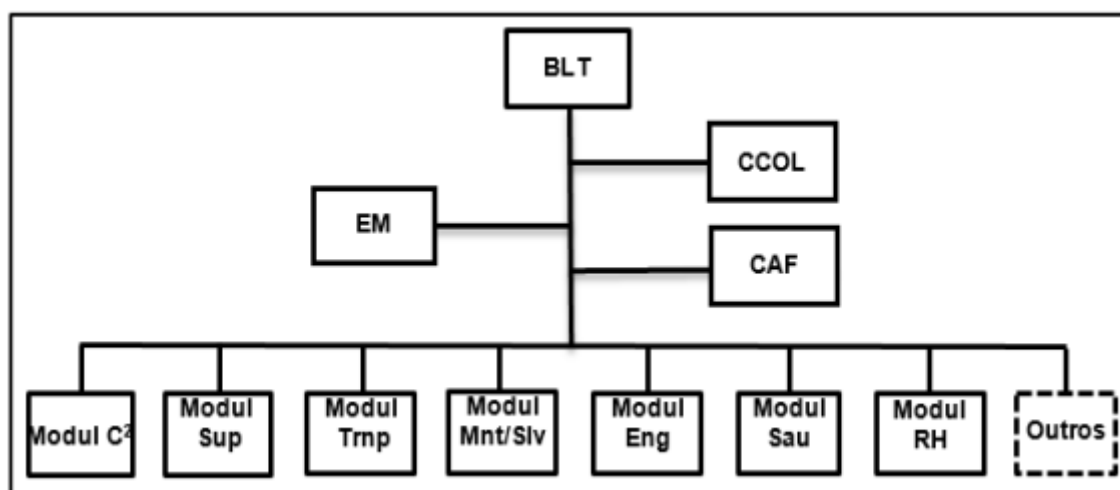 BLT
CCOL
EM
CAF
Modul C²
Modul
Sup
Modul
Trnp
Modul
Mnt/Slv
Modul
Eng
Modul
Sau
Modul
RH
Outros